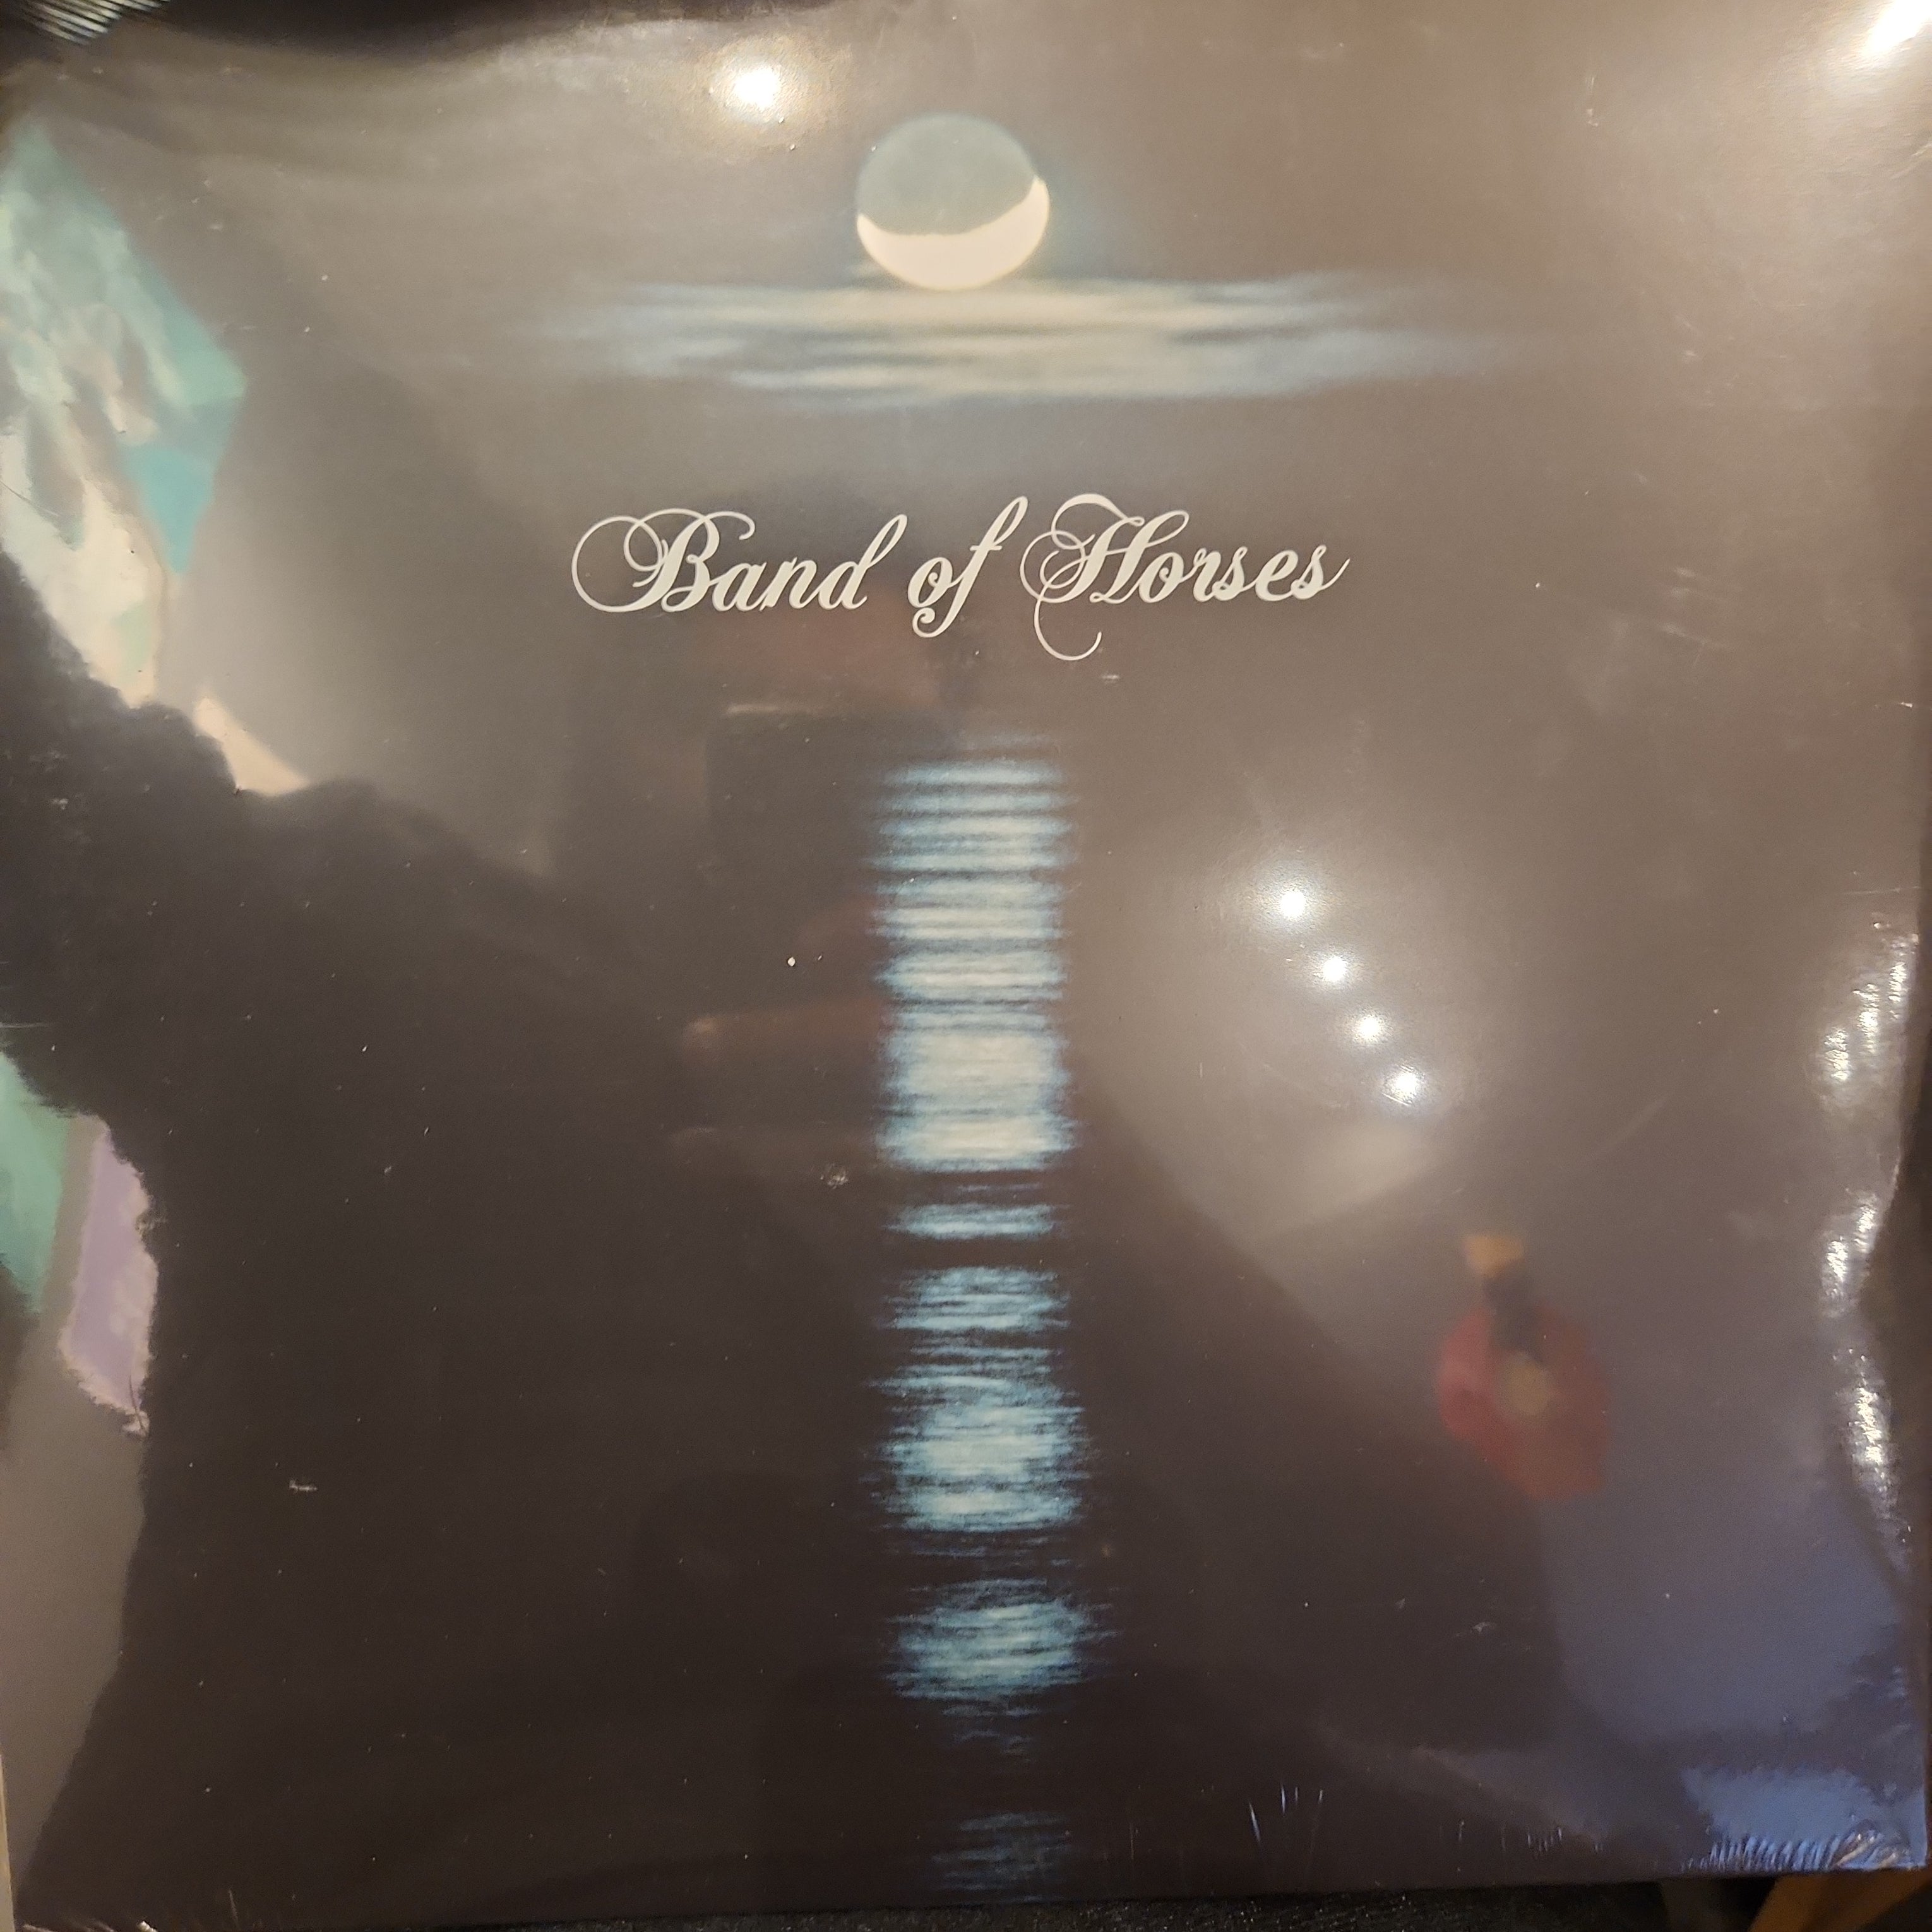 Band of Horses